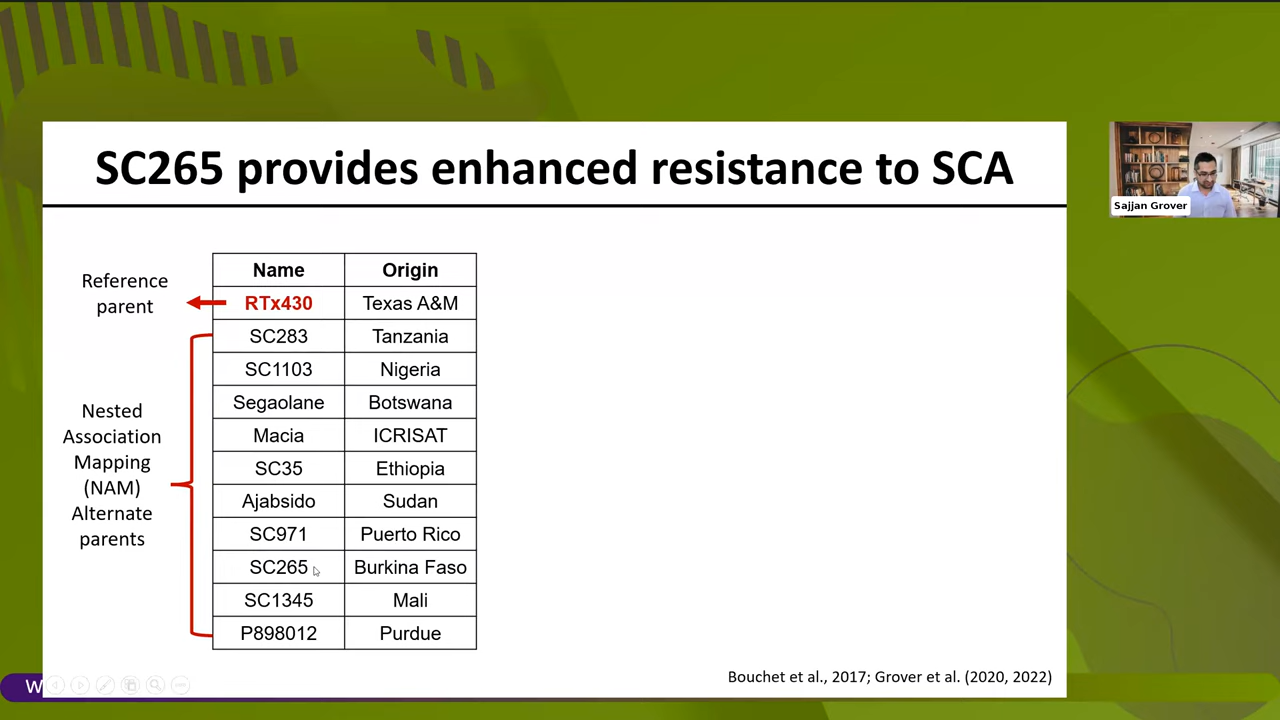 SC265 provides enhanced resistance to SCA
Sajjan Grover
Reference
parent
Name Origin
RTx430 Texas A&M
SC283 Tanzania
SC1103 Nigeria
Segaolane Botswana
Macia ICRISAT
SC35 Ethiopia
Ajabsido Sudan
SC971 Puerto Rico
SC265 Burkina Faso
SC1345 Mali
P898012 Purdue
Nested
Association
Mapping
(NAM)
Alternate
parents
Bouchet et al., 2017; Grover et al. (2020, 2022)
W